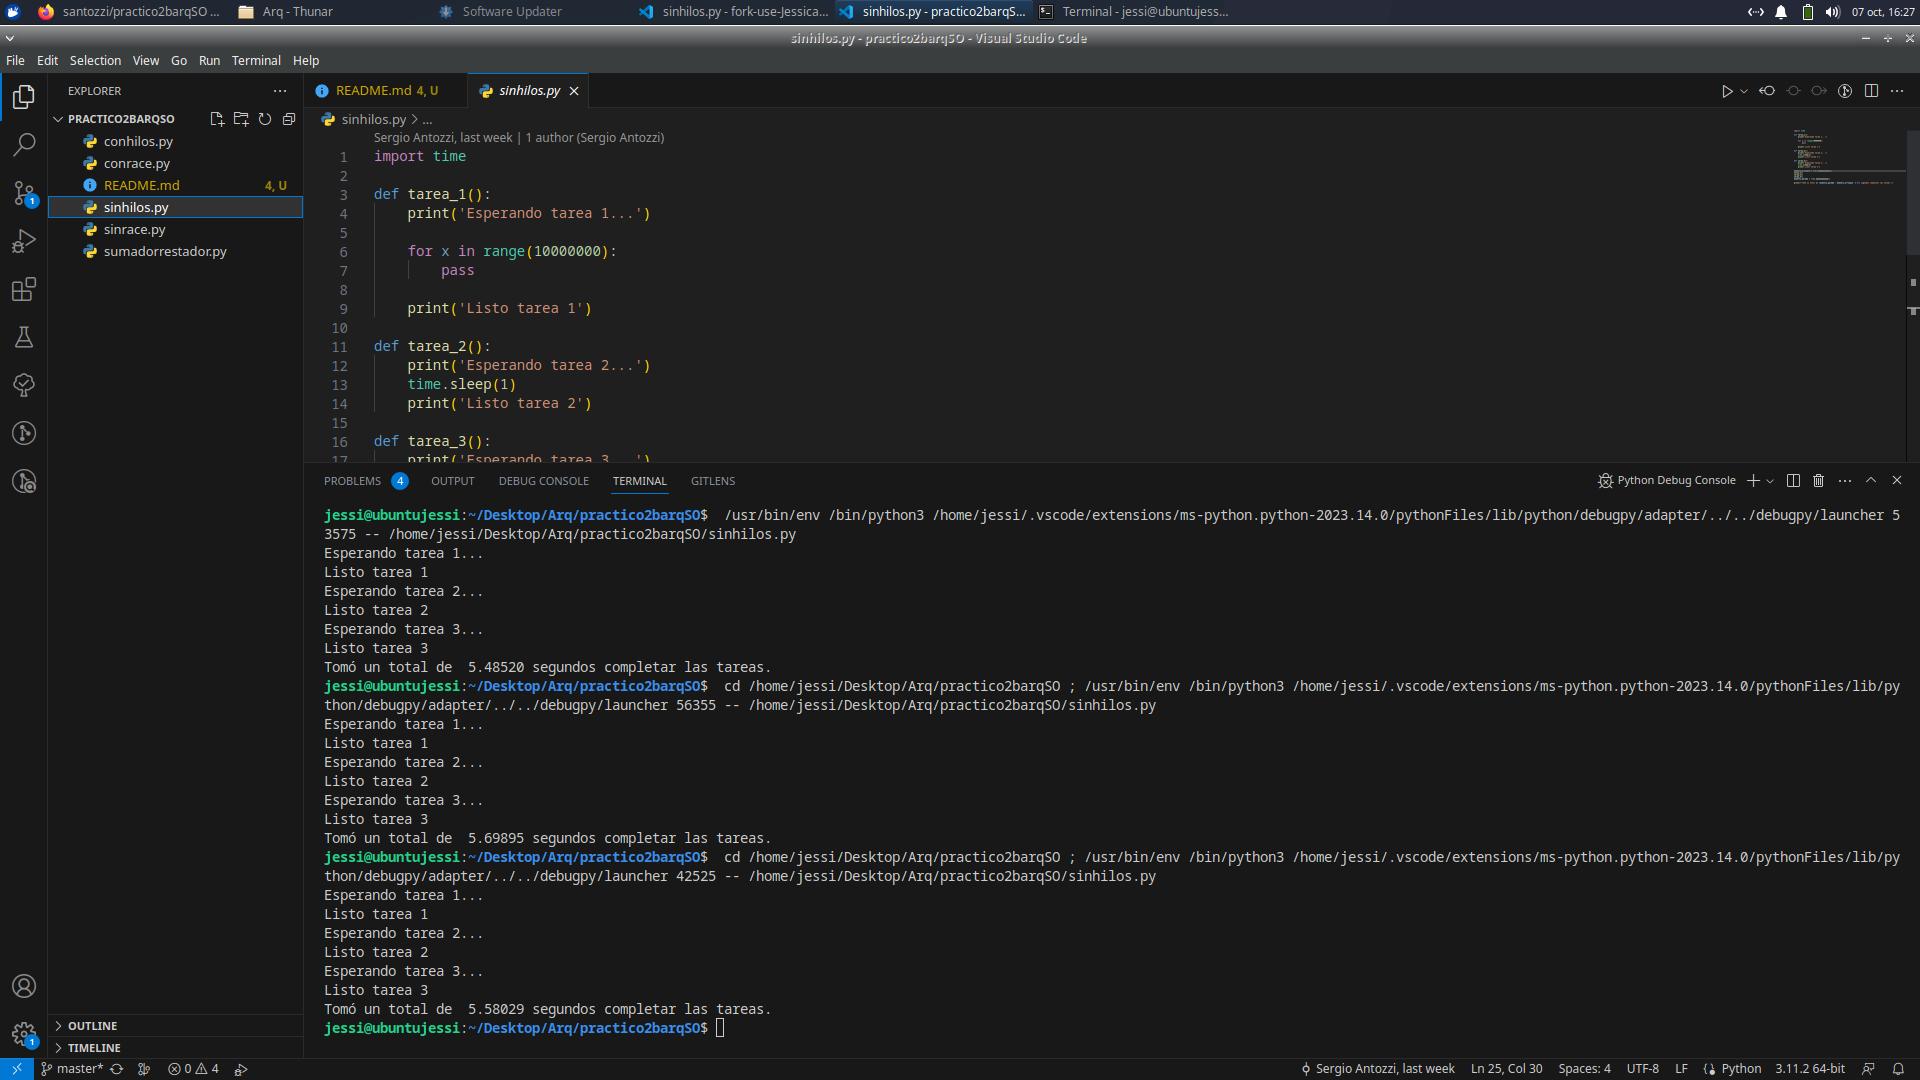 santozzi/practico2barqSO ...
Arq - Thunar
Software Updater
sinhilos.py - fork-use-Jessica...
sinhilos.py - practico2barqS...
Terminal - jessi@ubuntujess...
07 oct, 16:27
sinhilos.py - practico2barqSO - Visual Studio Code
File Edit Selection View Go Run Terminal Help
EXPLORER
PRACTICO2BARQSO
conhilos.py
conrace.py
README.md 4, U
sinhilos.py
sinrace.py
sumadorrestador.py
OUTLINE
TIMELINE
1
1
README.md 4, U
sinhilos.py
sinhilos.py > ...
Sergio Antozzi, last week | 1 author (Sergio Antozzi)
1 import time
2
3 def tarea_1():
4 print('Esperando tarea 1...')
5
6 for x in range(10000000):
7 pass
8
9 print('Listo tarea 1')
10
11 def tarea_2():
12 print('Esperando tarea 2...')
13 time.sleep(1)
14 print('Listo tarea 2')
15
16 def tarea_3():
17 print('Esperando tarea 3...')
PROBLEMS 4 OUTPUT DEBUG CONSOLE TERMINAL GITLENS
Python Debug Console
jessi@ubuntujessi:~/Desktop/Arq/practico2barqSO$ /usr/bin/env /bin/python3 /home/jessi/.vscode/extensions/ms-python.python-2023.14.0/pythonFiles/lib/python/debugpy/adapter/../../debugpy/launcher 5
3575 -- /home/jessi/Desktop/Arq/practico2barqSO/sinhilos.py
Esperando tarea 1...
Listo tarea 1
Esperando tarea 2...
Listo tarea 2
Esperando tarea 3...
Listo tarea 3
Tomó un total de 5.48520 segundos completar las tareas.
jessi@ubuntujessi:~/Desktop/Arq/practico2barqSO$ cd /home/jessi/Desktop/Arq/practico2barqSO ; /usr/bin/env /bin/python3 /home/jessi/.vscode/extensions/ms-python.python-2023.14.0/pythonFiles/lib/py
thon/debugpy/adapter/../../debugpy/launcher 56355 -- /home/jessi/Desktop/Arq/practico2barqSO/sinhilos.py
Esperando tarea 1...
Listo tarea 1
Esperando tarea 2...
Listo tarea 2
Esperando tarea 3...
Listo tarea 3
Tomó un total de 5.69895 segundos completar las tareas.
jessi@ubuntujessi:~/Desktop/Arq/practico2barqSO$ cd /home/jessi/Desktop/Arq/practico2barqSO ; /usr/bin/env /bin/python3 /home/jessi/.vscode/extensions/ms-python.python-2023.14.0/pythonFiles/lib/py
thon/debugpy/adapter/../../debugpy/launcher 42525 -- /home/jessi/Desktop/Arq/practico2barqSO/sinhilos.py
Esperando tarea 1...
Listo tarea 1
Esperando tarea 2...
Listo tarea 2
Esperando tarea 3...
Listo tarea 3
Tomó un total de 5.58029 segundos completar las tareas.
jessi@ubuntujessi:~/Desktop/Arq/practico2barqSO$
master* 0 4
Sergio Antozzi, last week Ln 25, Col 30 Spaces: 4 UTF-8 LF Python 3.11.2 64-bit